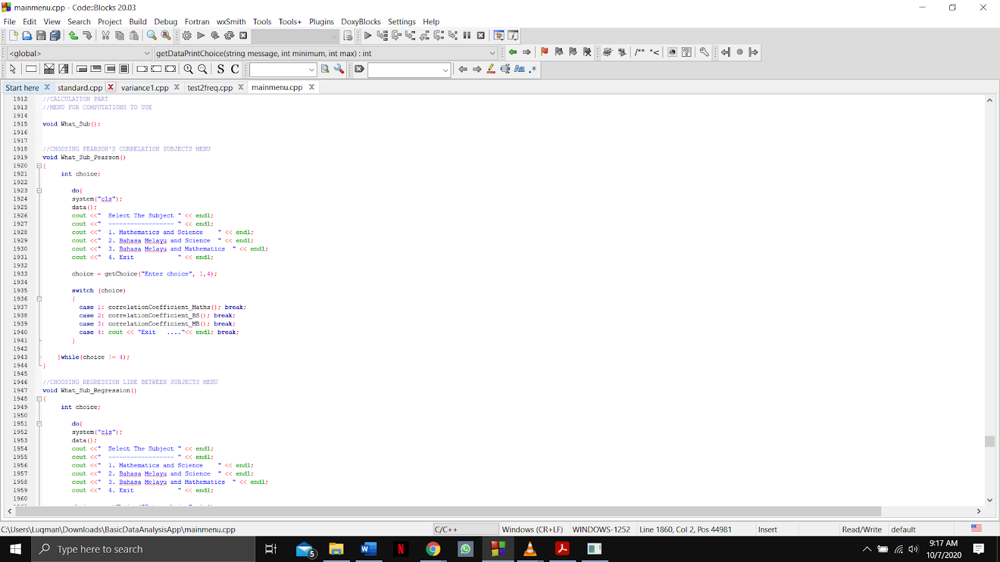 mainmenu.cpp - Code::Blocks 20.03
File Edit View Search Project Build Debug Fortran wxSmith Tools Tools+ Plugins DoxyBlocks Settings Help
<global> getDataPrintChoice(string message, int minimum, int max) : int
/** *<
S C Aa .*
Start here standard.cpp variance1.cpp test2freq.cpp mainmenu.cpp
1912 //CALCULATION PART
1913 //MENU FOR COMPUTATIONS TO USE
1914
1915 void What_Sub();
1916
1917
1918 //CHOOSING PEARSON'S CORRELATION SUBJECTS MENU
1919 void What_Sub_Pearson()
1920 {
1921 int choice;
1922
1923 do{
1924 system("cls");
1925 data();
1926 cout <<"  Select The Subject " << endl;
1927 cout <<"  ------------------ " << endl;
1928 cout <<"  1. Mathematics and Science    " << endl;
1929 cout <<"  2. Bahasa Melayu and Science  " << endl;
1930 cout <<"  3. Bahasa Melayu and Mathematics  " << endl;
1931 cout <<"  4. Exit            " << endl;
1932
1933 choice = getChoice("Enter choice", 1,4);
1934
1935 switch (choice)
1936 {
1937 case 1: correlationCoefficient_Maths(); break;
1938 case 2: correlationCoefficient_BS(); break;
1939 case 3: correlationCoefficient_MB(); break;
1940 case 4: cout << "Exit   ...."<< endl; break;
1941 }
1942
1943 }while(choice != 4);
1944 }
1945
1946 //CHOOSING REGRESSION LINE BETWEEN SUBJECTS MENU
1947 void What_Sub_Regression()
1948 {
1949 int choice;
1950
1951 do{
1952 system("cls");
1953 data();
1954 cout <<"  Select The Subject " << endl;
1955 cout <<"  ------------------ " << endl;
1956 cout <<"  1. Mathematics and Science    " << endl;
1957 cout <<"  2. Bahasa Melayu and Science  " << endl;
1958 cout <<"  3. Bahasa Melayu and Mathematics  " << endl;
1959 cout <<"  4. Exit            " << endl;
1960
C:\Users\Luqman\Downloads\BasicDataAnalysisApp\mainmenu.cpp C/C++ Windows (CR+LF) WINDOWS-1252 Line 1860, Col 2, Pos 44981 Insert Read/Write default
Type here to search 5 9:17 AM
10/7/2020